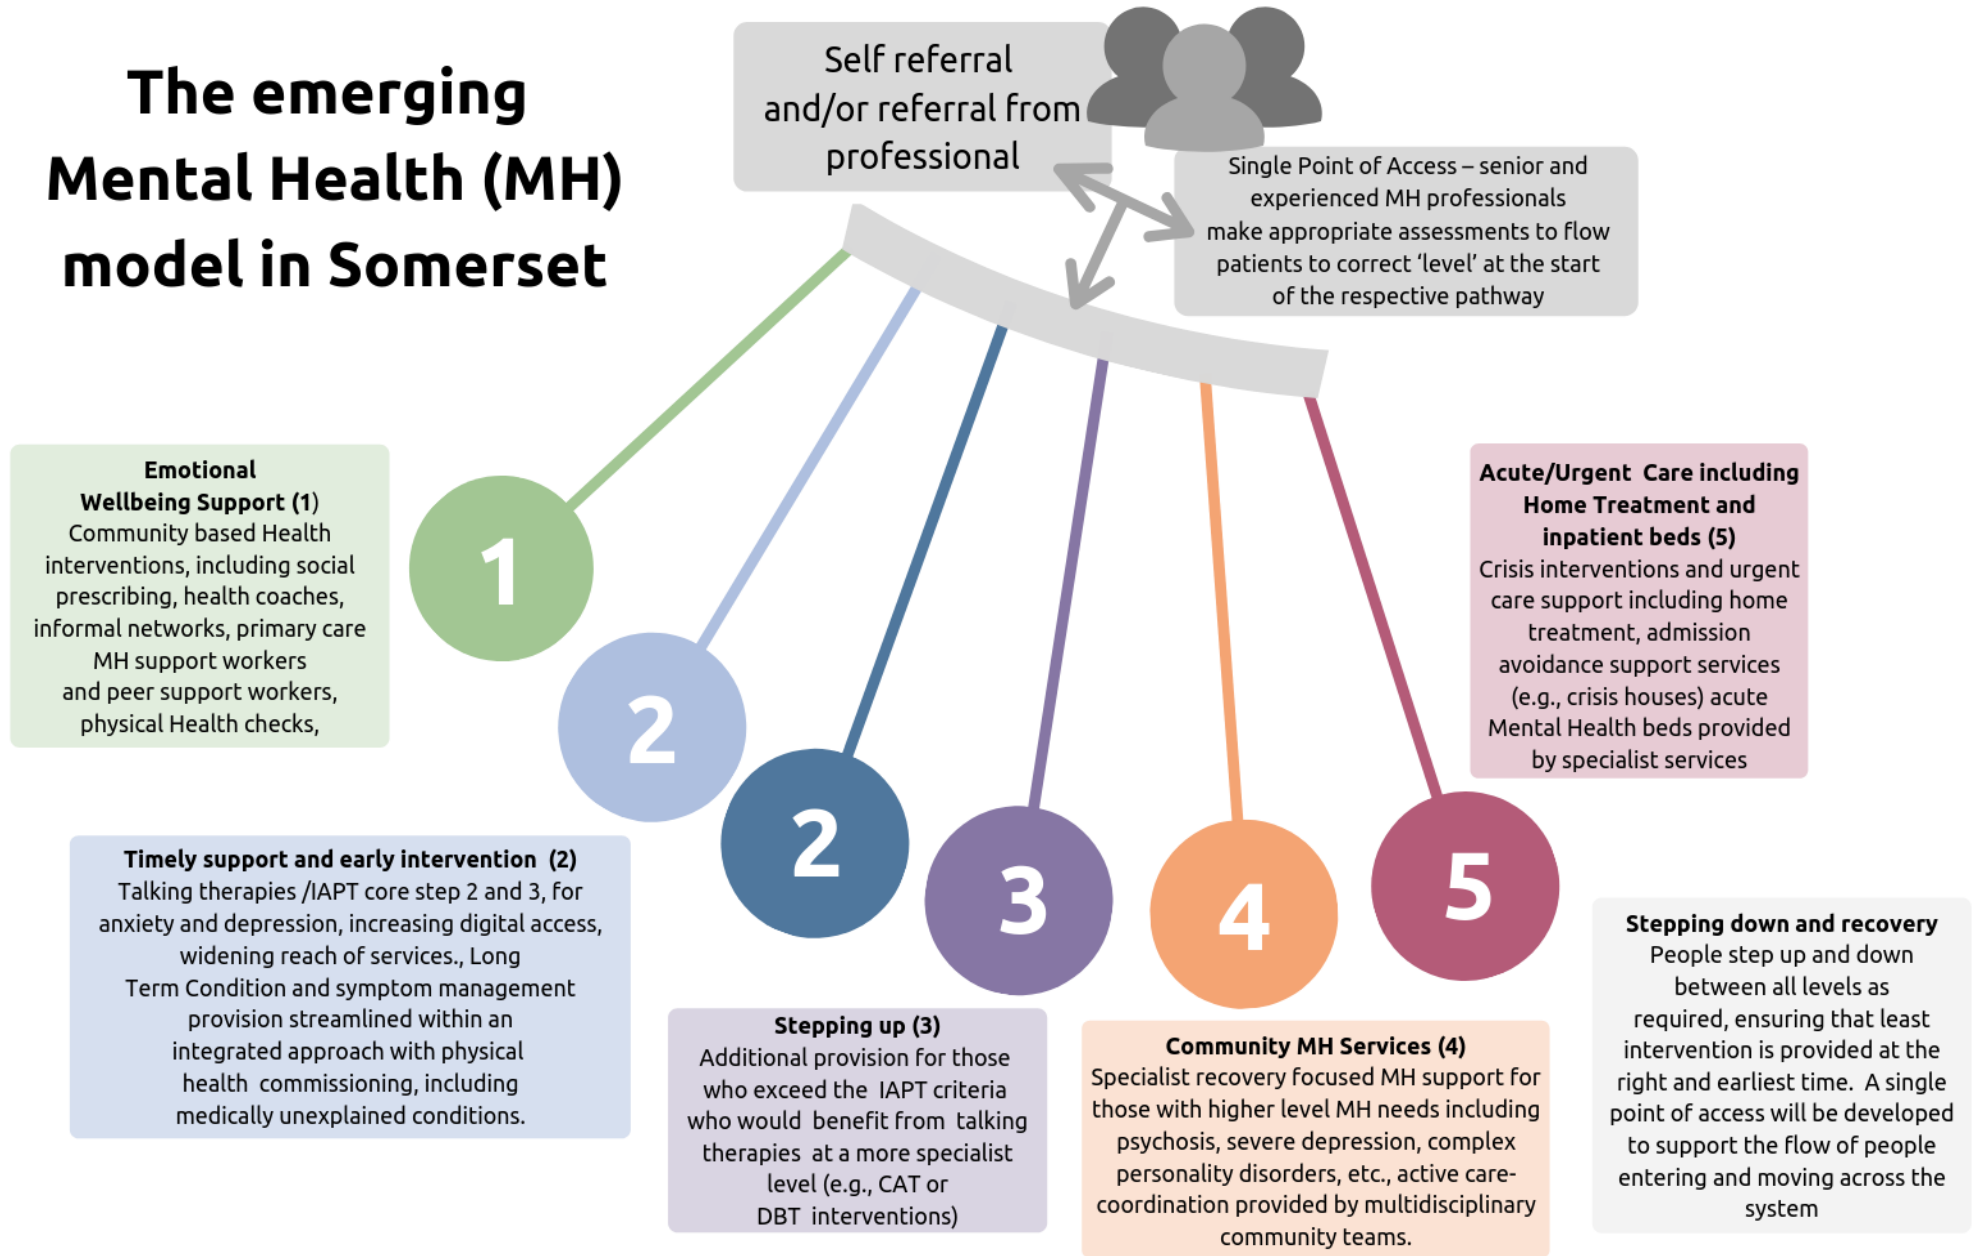 The emerging
Mental Health (MH)
model in Somerset
Self referral
and/or referral from
professional
Single Point of Access – senior and
experienced MH professionals
make appropriate assessments to flow
patients to correct ‘level’ at the start
of the respective pathway
Emotional
Wellbeing Support (1)
Community based Health
interventions, including social
prescribing, health coaches,
informal networks, primary care
MH support workers
and peer support workers,
physical Health checks,
1
2
2
3
4
5
Timely support and early intervention (2)
Talking therapies /IAPT core step 2 and 3, for
anxiety and depression, increasing digital access,
widening reach of services., Long
Term Condition and symptom management
provision streamlined within an
integrated approach with physical
health commissioning, including
medically unexplained conditions.
Stepping up (3)
Additional provision for those
who exceed the IAPT criteria
who would benefit from talking
therapies at a more specialist
level (e.g., CAT or
DBT interventions)
Community MH Services (4)
Specialist recovery focused MH support for
those with higher level MH needs including
psychosis, severe depression, complex
personality disorders, etc., active care-
coordination provided by multidisciplinary
community teams.
Acute/Urgent Care including
Home Treatment and
inpatient beds (5)
Crisis interventions and urgent
care support including home
treatment, admission
avoidance support services
(e.g., crisis houses) acute
Mental Health beds provided
by specialist services
Stepping down and recovery
People step up and down
between all levels as
required, ensuring that least
intervention is provided at the
right and earliest time. A single
point of access will be developed
to support the flow of people
entering and moving across the
system